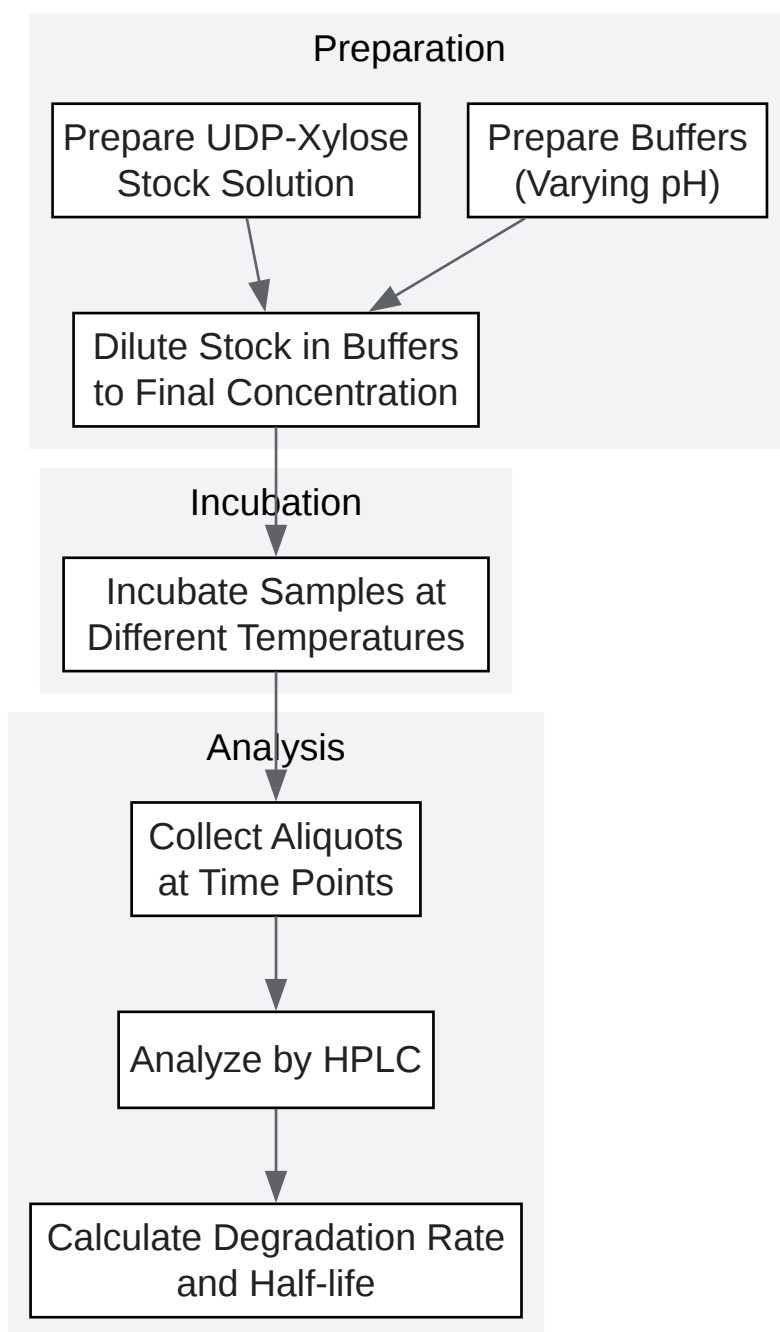 Preparation
Prepare UDP-Xylose
Stock Solution
Prepare Buffers
(Varying pH)
Dilute Stock in Buffers
to Final Concentration
Incubation
Incubate Samples at
Different Temperatures
Analysis
Collect Aliquots
at Time Points
Analyze by HPLC
Calculate Degradation Rate
and Half-life